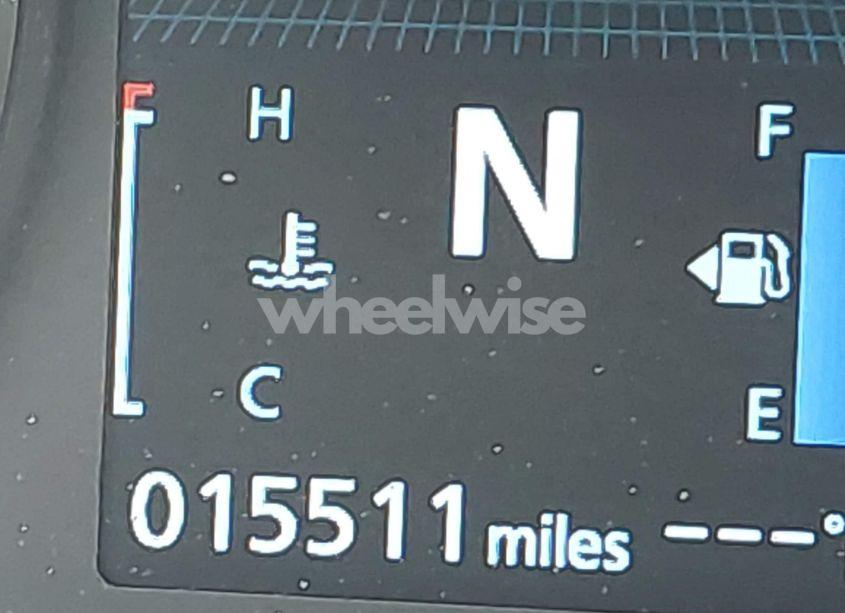 H N F
wheelwise
C E
015511 miles ---°